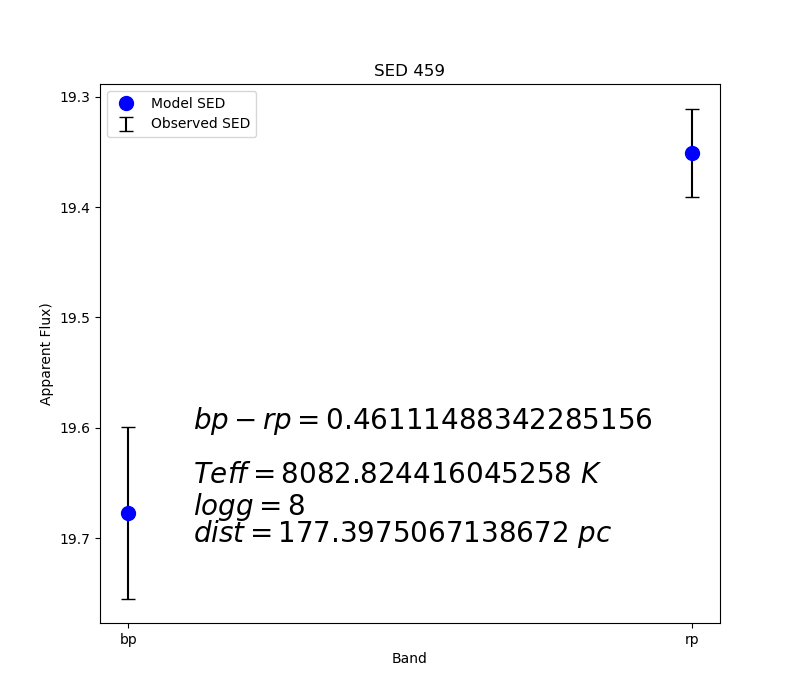 SED 459
Model SED
Observed SED
19.3
19.4
19.5
19.6
19.7
Apparent Flux)
bp − rp = 0.46111488342285156
Teff = 8082.824416045258 K
logg = 8
dist = 177.3975067138672 pc
bp
rp
Band